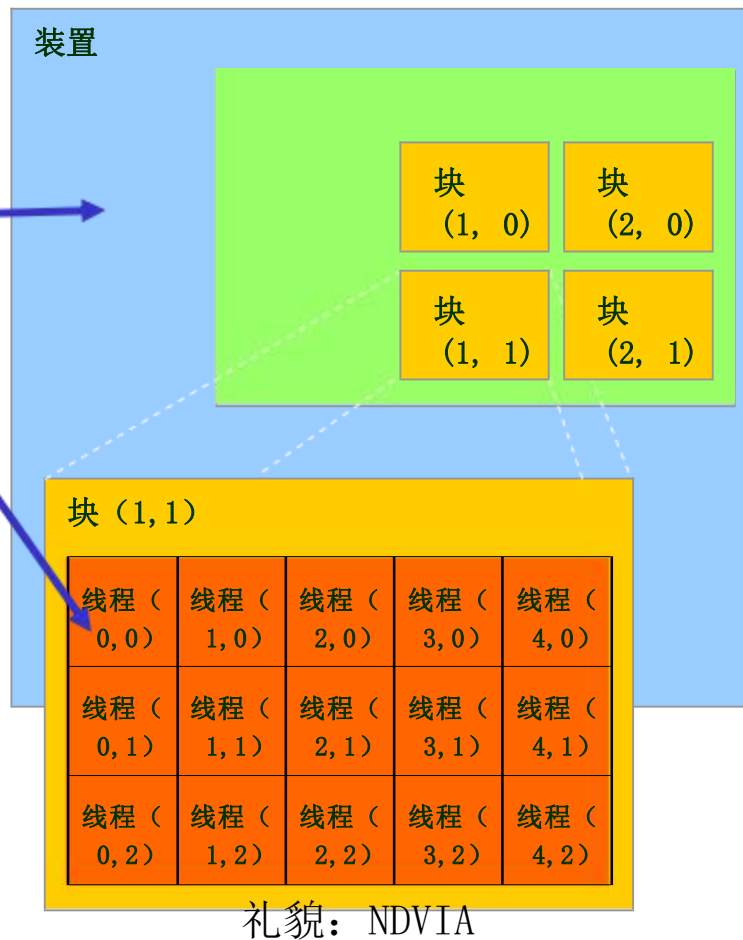 装置
块
(1, 0)
块
(2, 0)
块
(1, 1)
块
(2, 1)
块（1,1）
线程（
0,0）
线程（
1,0）
线程（
2,0）
线程（
3,0）
线程（
4,0）
线程（
0,1）
线程（
1,1）
线程（
2,1）
线程（
3,1）
线程（
4,1）
线程（
0,2）
线程（
1,2）
线程（
2,2）
线程（
3,2）
线程（
4,2）
礼貌：NDVIA